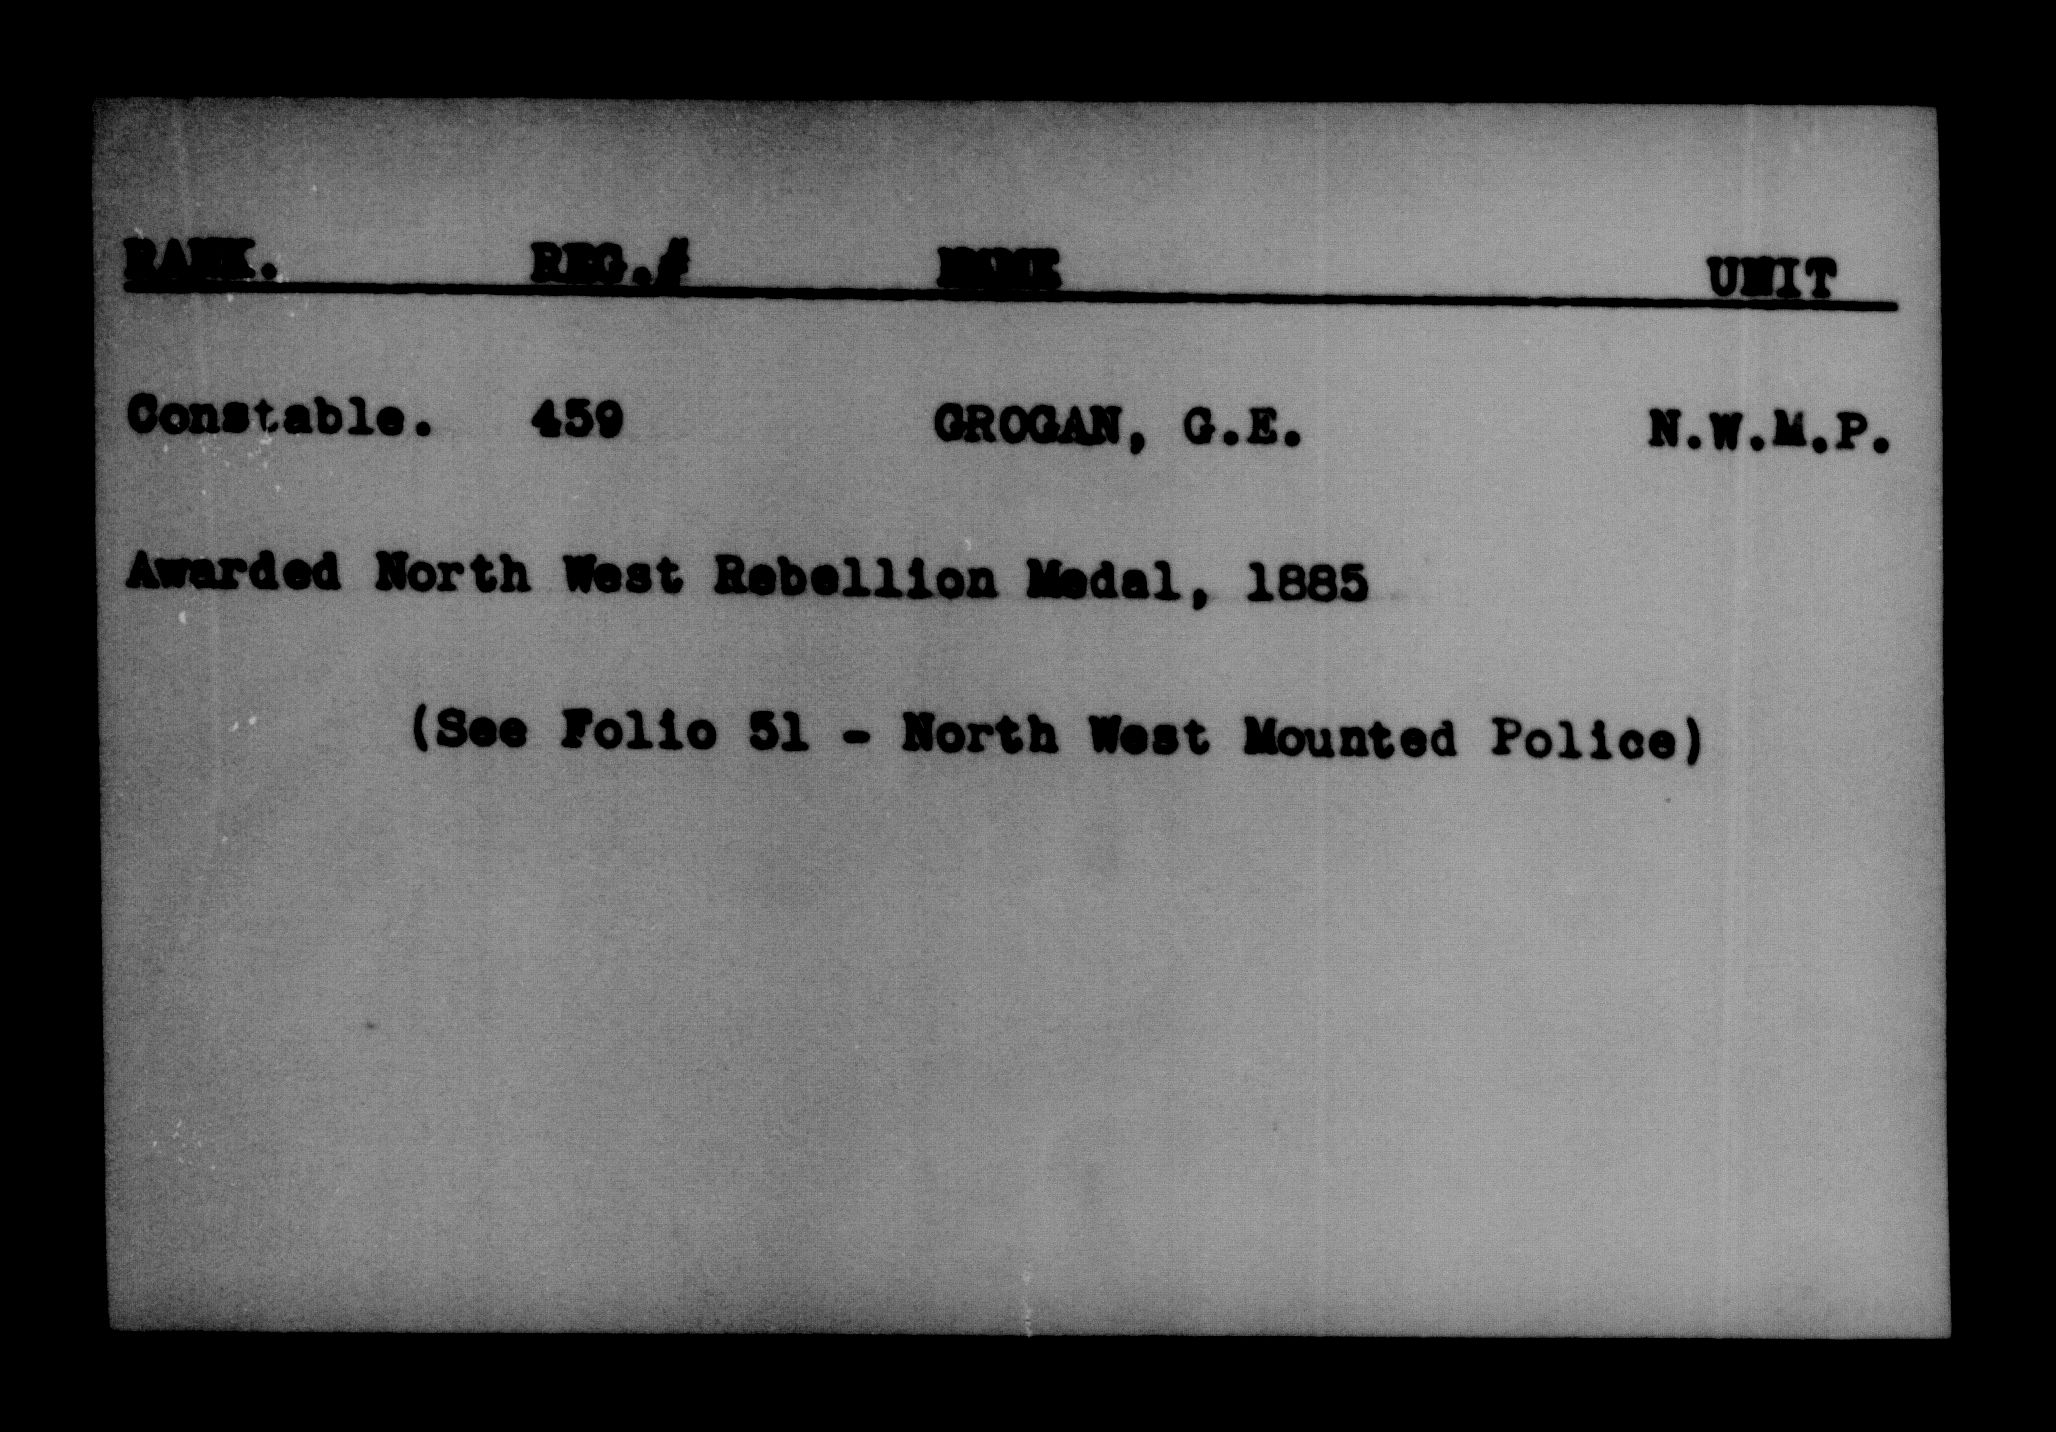 RANK. REG.# NAME UNIT
Constable. 459 GROGAN, G.E. N.W.M.P.
Awarded North West Rebellion Medal, 1885
(See Folio 51 - North West Mounted Police)